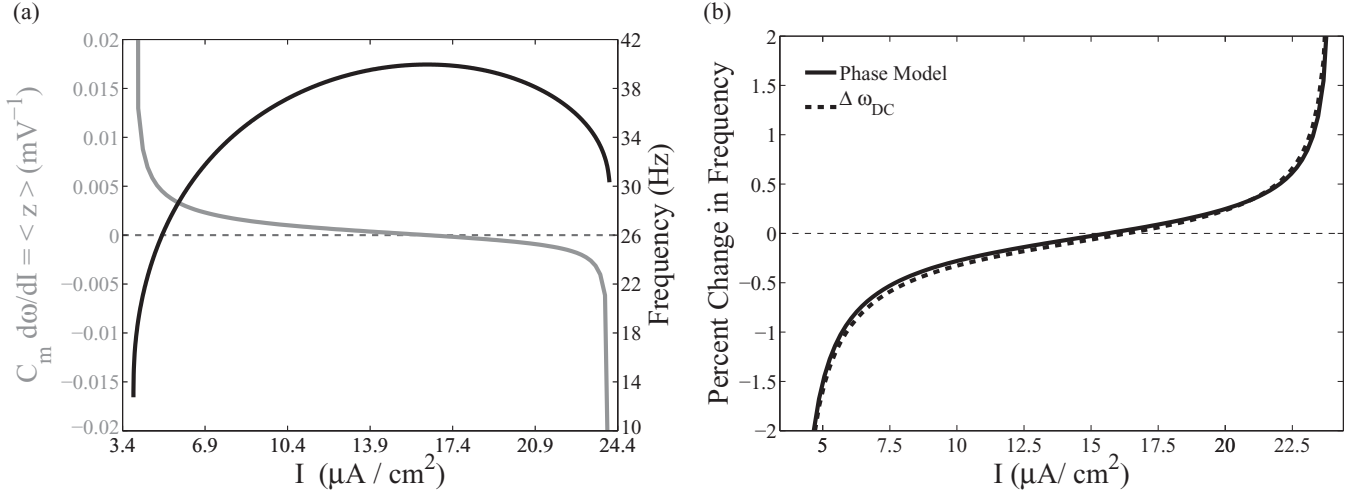 (a)
0.02
0.015
0.01
0.005
0
−0.005
−0.01
−0.015
−0.02
C_m dω/dI = < z > (mV⁻¹)
42
38
34
30
26
22
18
14
10
Frequency (Hz)
3.4 6.9 10.4 13.9 17.4 20.9 24.4
I (μA / cm²)
(b)
2
1.5
1
0.5
0
−0.5
−1
−1.5
−2
Percent Change in Frequency
Phase Model
Δ ω_DC
5 7.5 10 12.5 15 17.5 20 22.5
I (μA/ cm²)